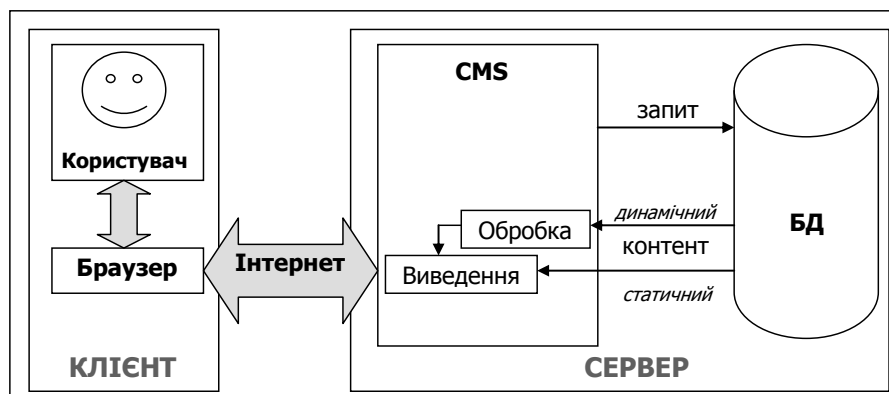 Користувач
Браузер
КЛІЄНТ
Інтернет
CMS
запит
динамічний
Обробка
контент
Виведення
статичний
БД
СЕРВЕР